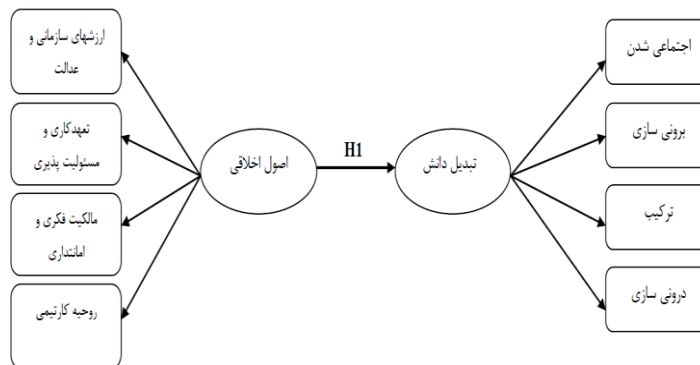 ارزشهای سازمانی و
عدالت
تعهدکاری و
مسئولیت پذیری
مالکیت فکری و
امانتداری
روحیه کارتیمی
اصول اخلاقی
H1
تبدیل دانش
اجتماعی شدن
برونی سازی
ترکیب
درونی سازی